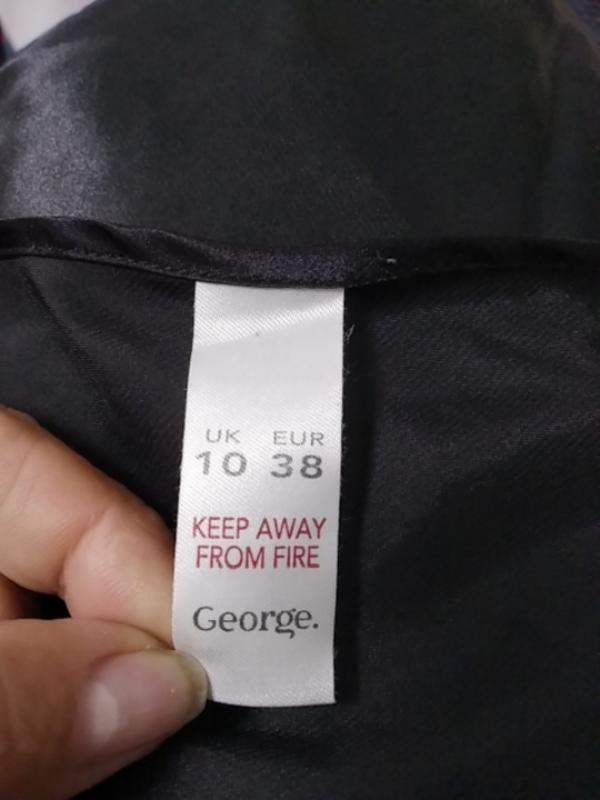 UK EUR
10 38
KEEP AWAY
FROM FIRE
George.